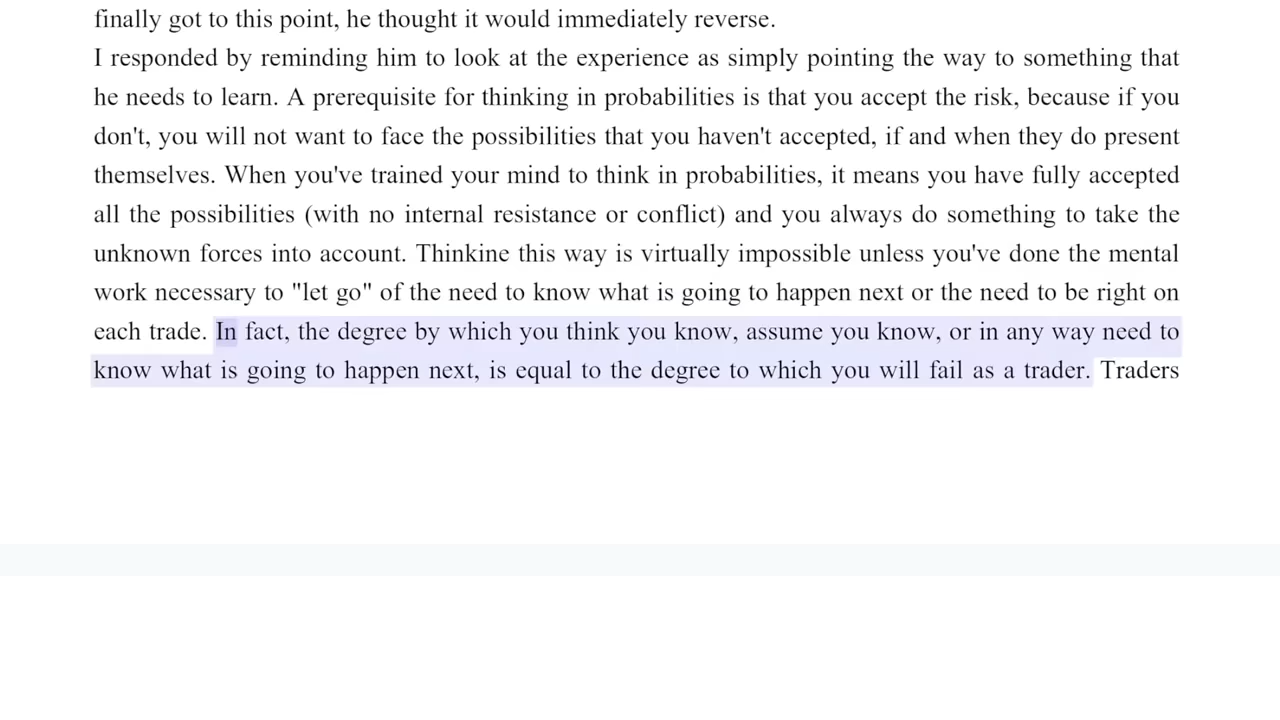 finally got to this point, he thought it would immediately reverse.
I responded by reminding him to look at the experience as simply pointing the way to something that
he needs to learn. A prerequisite for thinking in probabilities is that you accept the risk, because if you
don't, you will not want to face the possibilities that you haven't accepted, if and when they do present
themselves. When you've trained your mind to think in probabilities, it means you have fully accepted
all the possibilities (with no internal resistance or conflict) and you always do something to take the
unknown forces into account. Thinkine this way is virtually impossible unless you've done the mental
work necessary to "let go" of the need to know what is going to happen next or the need to be right on
each trade. In fact, the degree by which you think you know, assume you know, or in any way need to
know what is going to happen next, is equal to the degree to which you will fail as a trader. Traders